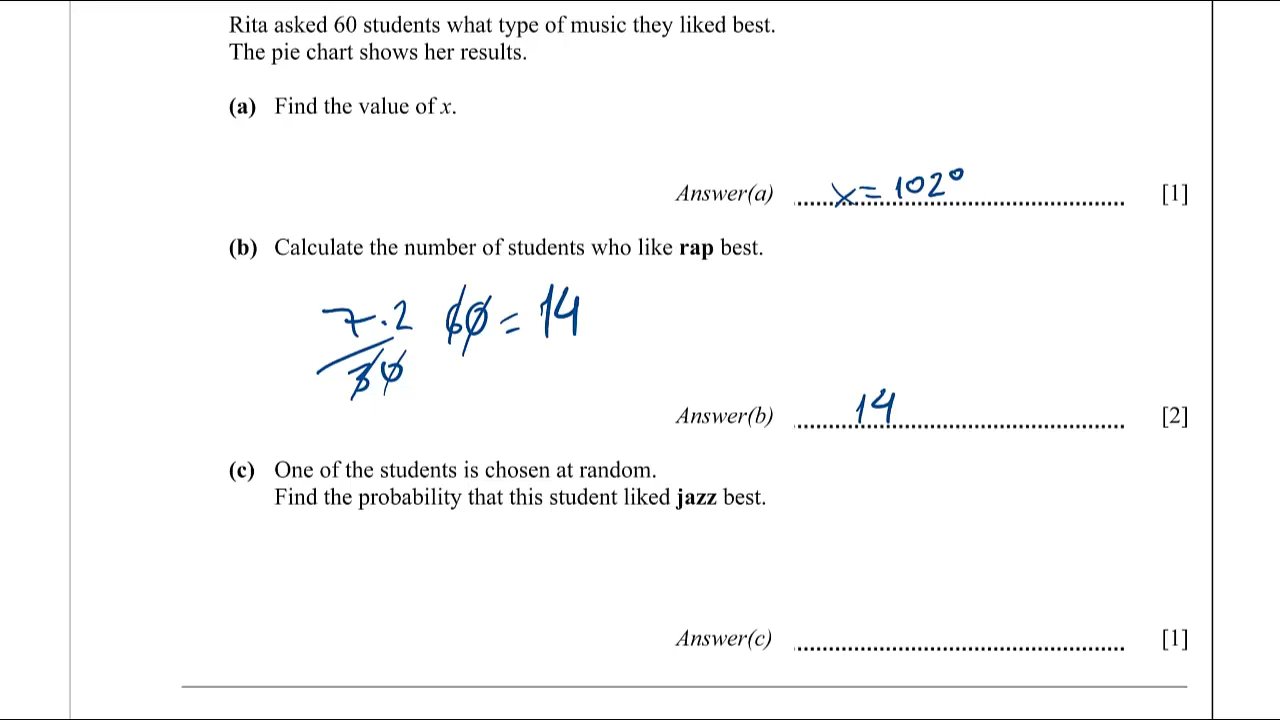 Rita asked 60 students what type of music they liked best.
The pie chart shows her results.
(a) Find the value of x.
Answer(a) x = 102° [1]
(b) Calculate the number of students who like rap best.
7.2 60 = 14
30
Answer(b) 14 [2]
(c) One of the students is chosen at random.
Find the probability that this student liked jazz best.
Answer(c) [1]